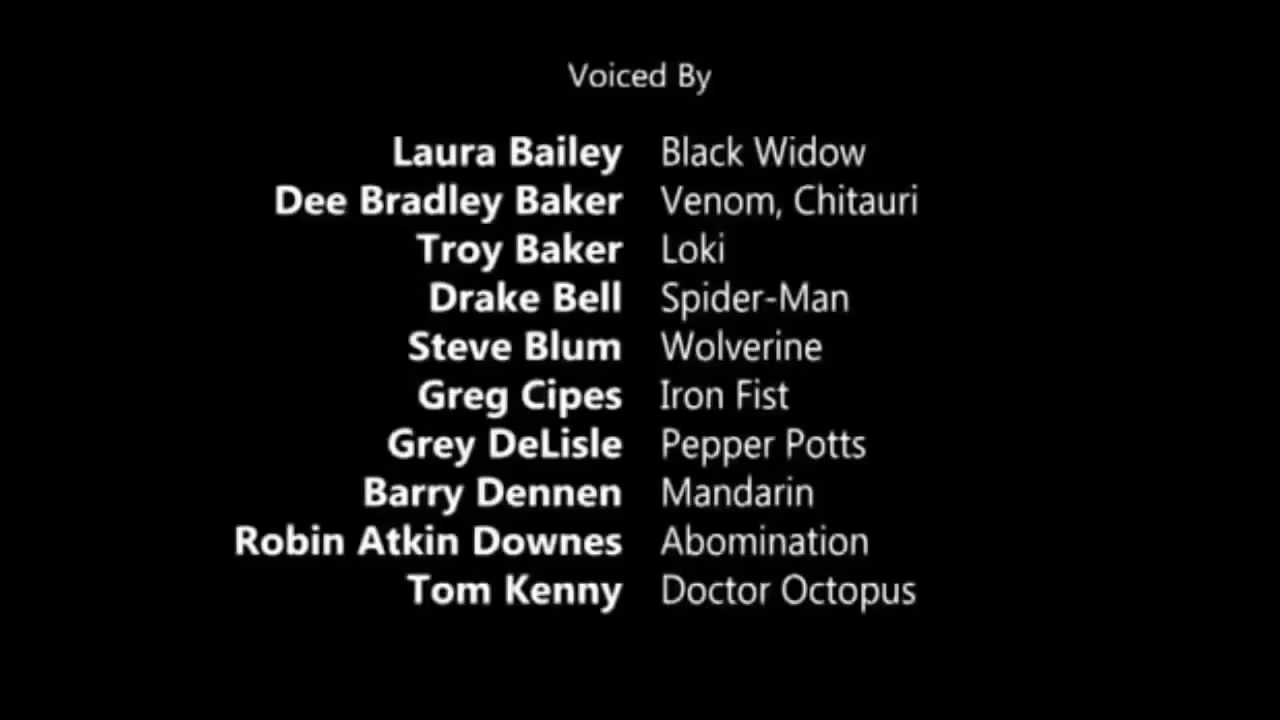 Voiced By
Laura Bailey Black Widow
Dee Bradley Baker Venom, Chitauri
Troy Baker Loki
Drake Bell Spider-Man
Steve Blum Wolverine
Greg Cipes Iron Fist
Grey DeLisle Pepper Potts
Barry Dennen Mandarin
Robin Atkin Downes Abomination
Tom Kenny Doctor Octopus